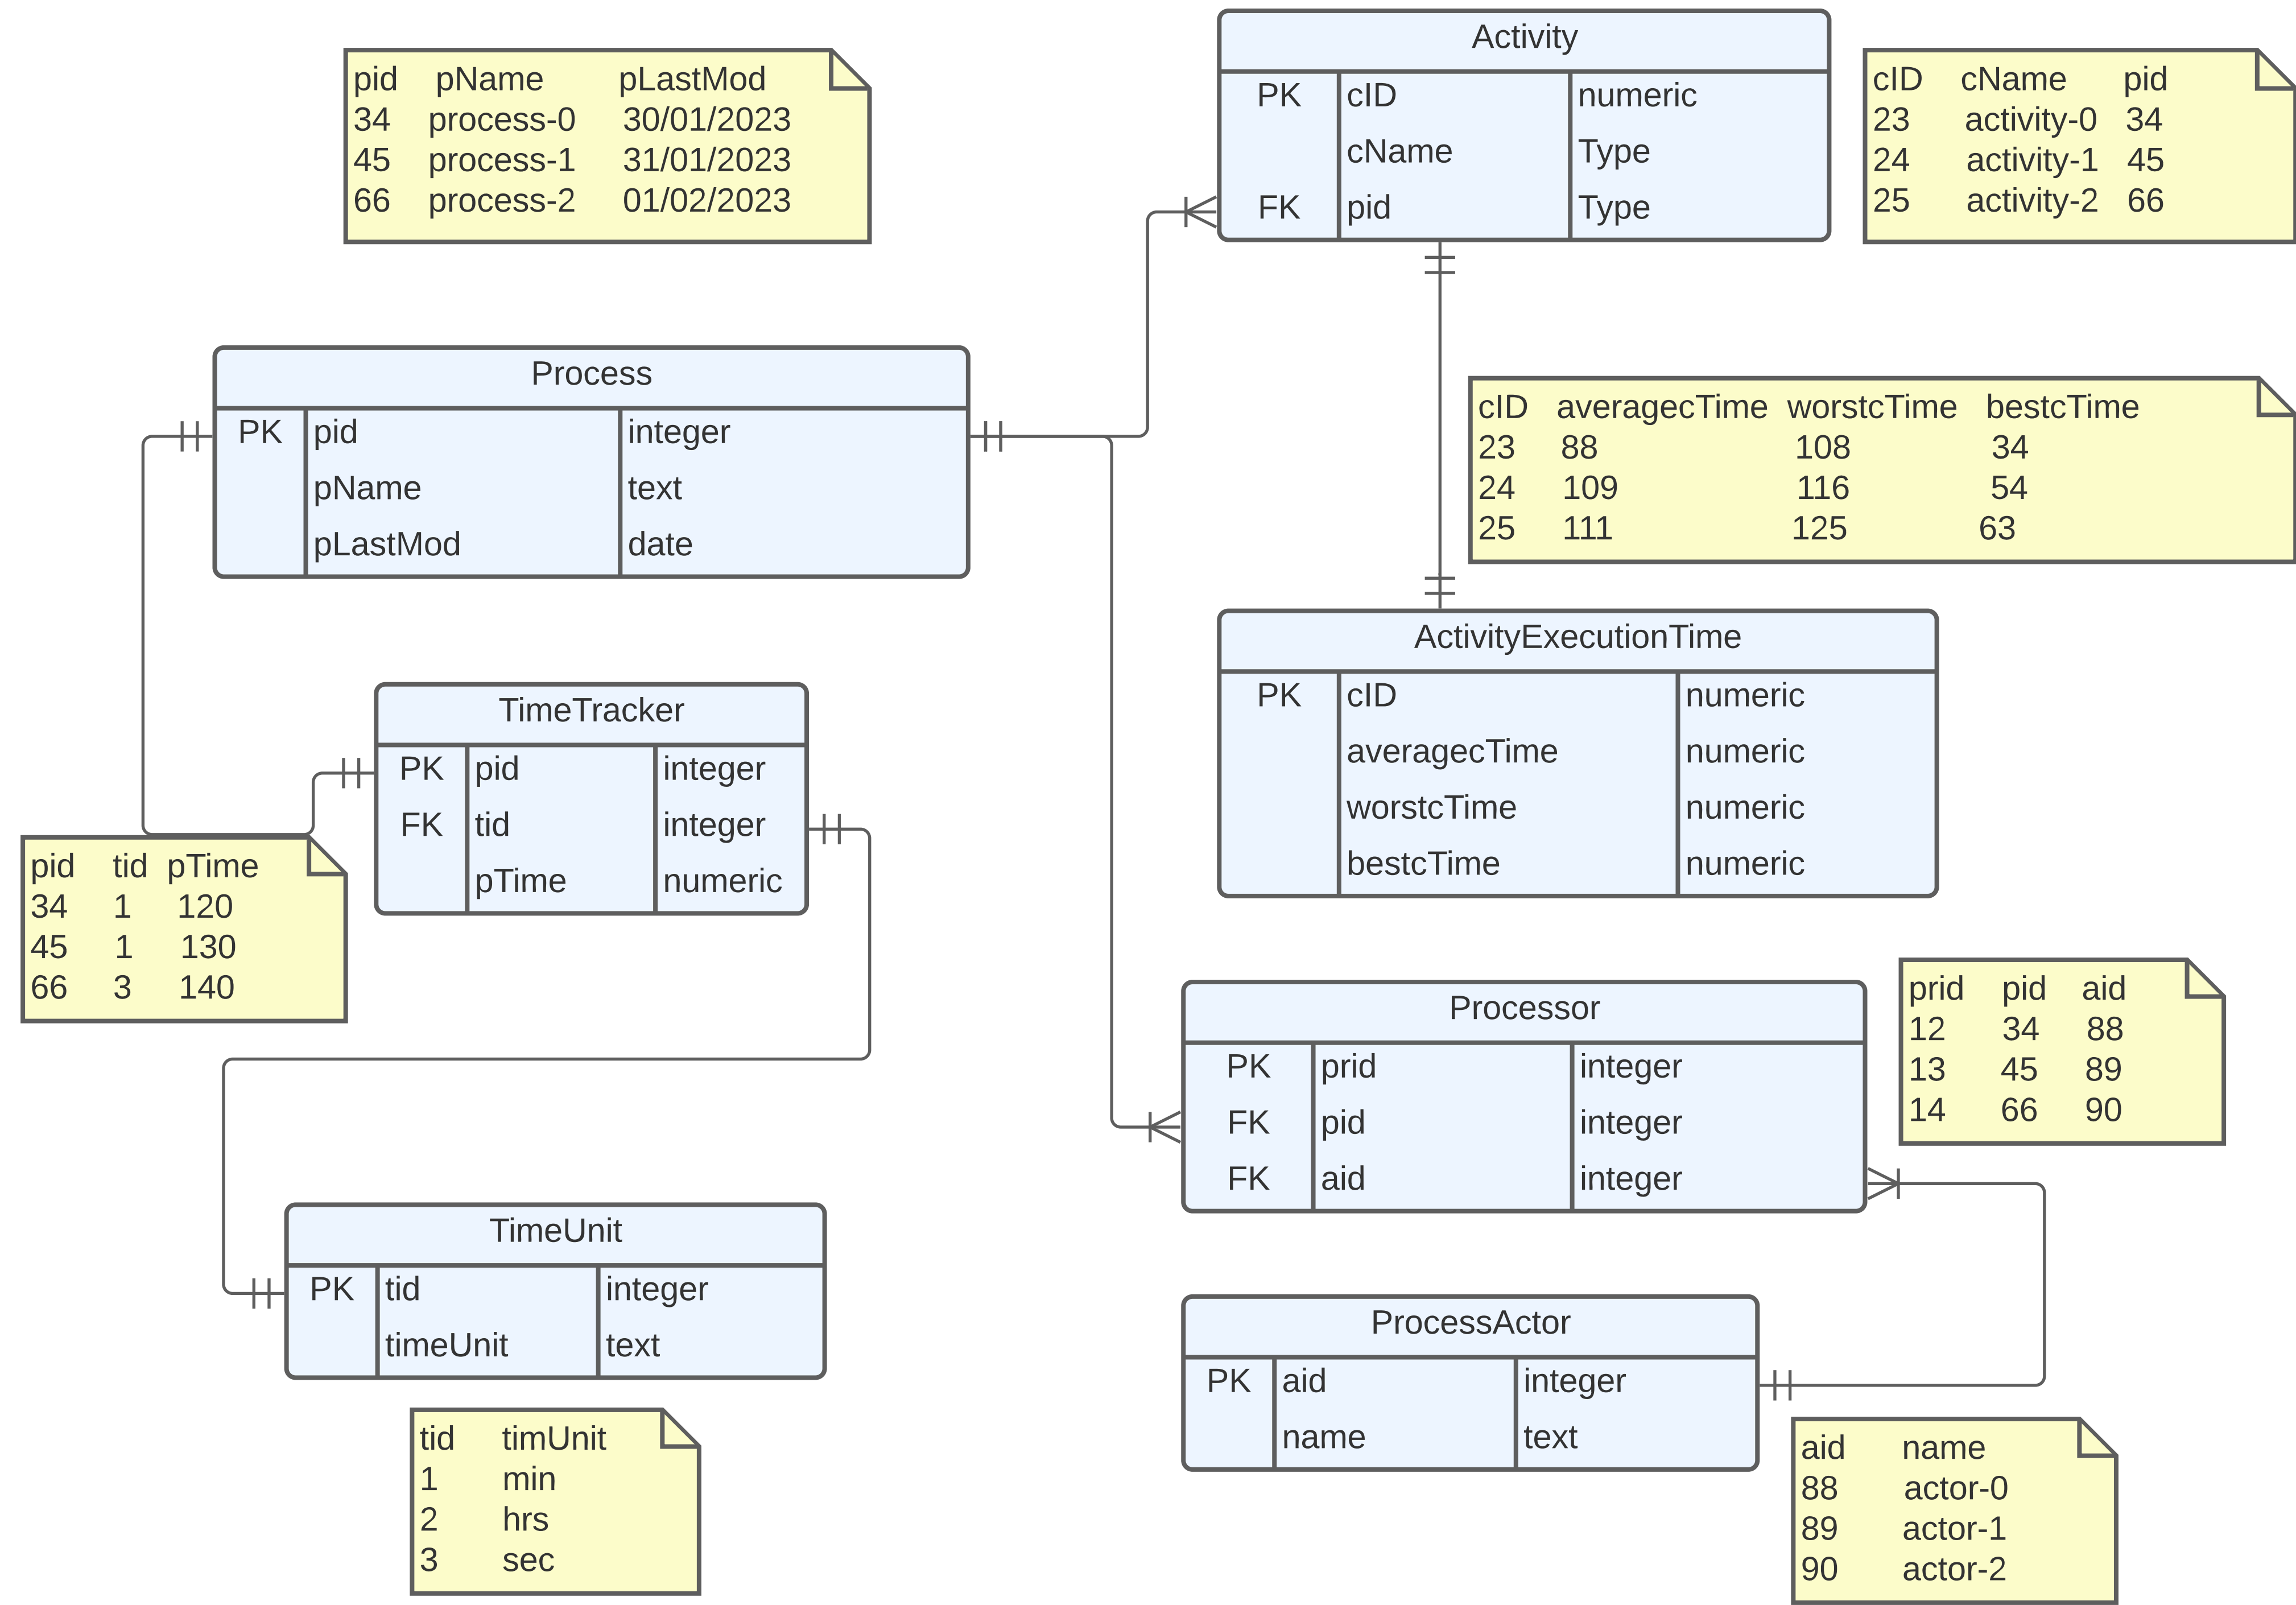 pid pName pLastMod
34 process-0 30/01/2023
45 process-1 31/01/2023
66 process-2 01/02/2023
Activity
PK cID numeric
cName Type
FK pid Type
cID cName pid
23 activity-0 34
24 activity-1 45
25 activity-2 66
Process
PK pid integer
pName text
pLastMod date
cID averagecTime worstcTime bestcTime
23 88 108 34
24 109 116 54
25 111 125 63
ActivityExecutionTime
PK cID numeric
averagecTime numeric
worstcTime numeric
bestcTime numeric
TimeTracker
PK pid integer
FK tid integer
pTime numeric
pid tid pTime
34 1 120
45 1 130
66 3 140
Processor
PK prid integer
FK pid integer
FK aid integer
prid pid aid
12 34 88
13 45 89
14 66 90
TimeUnit
PK tid integer
timeUnit text
tid timUnit
1 min
2 hrs
3 sec
ProcessActor
PK aid integer
name text
aid name
88 actor-0
89 actor-1
90 actor-2